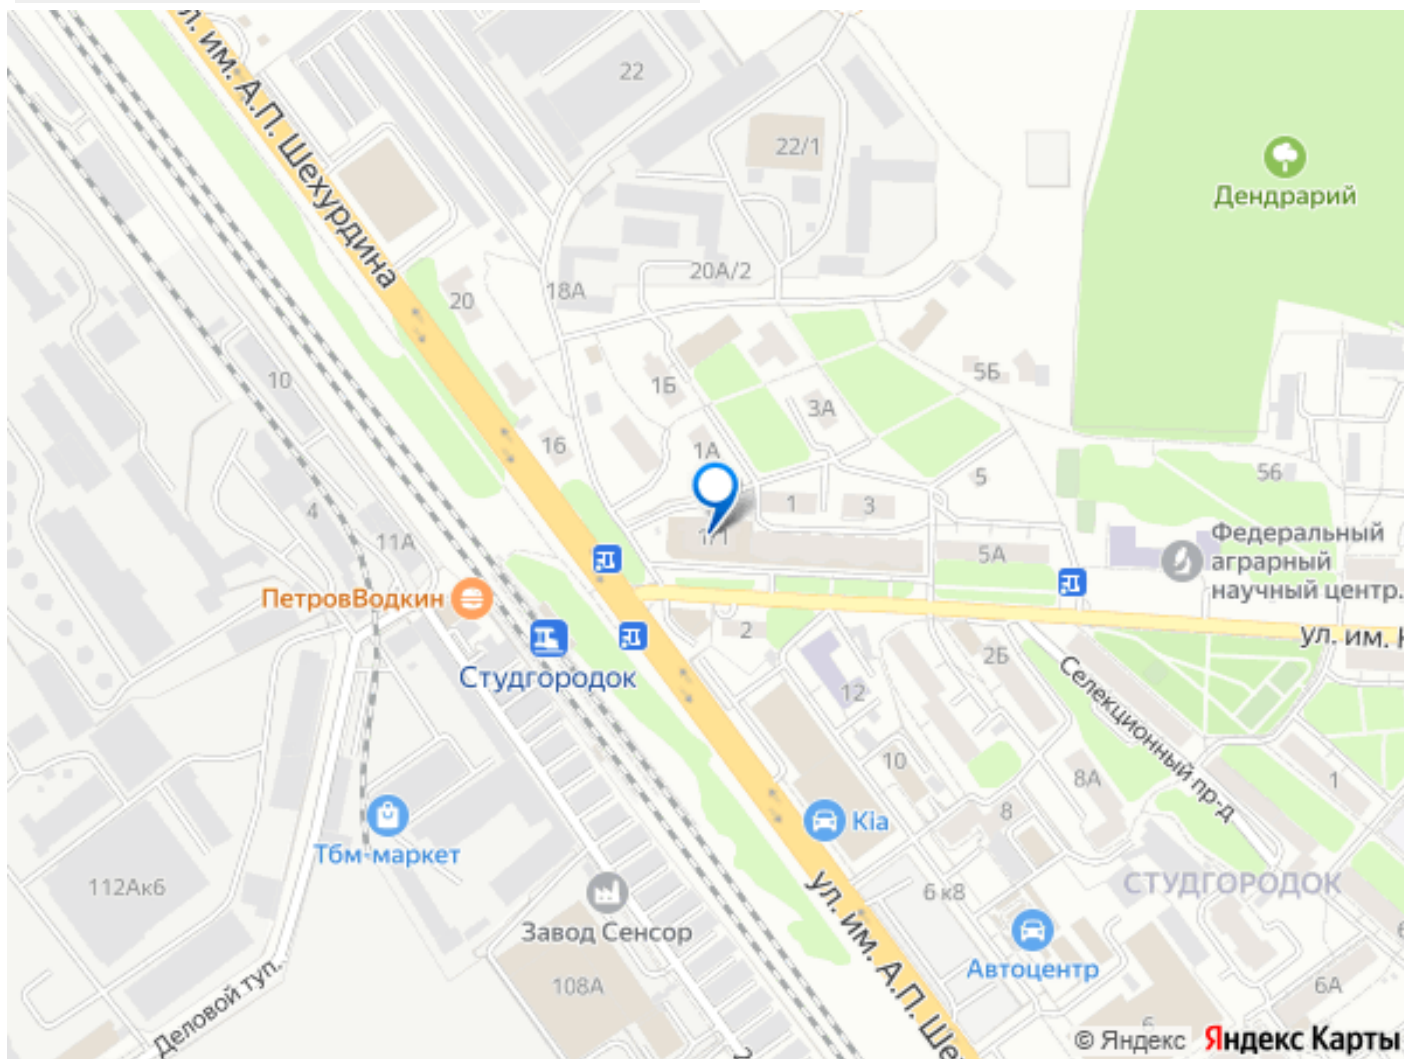 ул. им. А.П. Шехурдина
22
22/1
Дендрарий
20А/2
18А
20
10
1Б
5Б
3А
16
1А
5
56
4
11А
1
3
1/1
5А
Федеральный
аграрный
научный центр.
ПетровВодкин
2
ул. им. Н
Студгородок
2Б
Селекционный пр-д
12
10
8А
1
Kia
8
Тбм-маркет
112Ак6
СТУДГОРОДОК
6 к8
Завод Сенсор
ул. им. А.П. Ше
Автоцентр
108А
6А
Деловой туп.
6
2
© Яндекс
Яндекс Карты